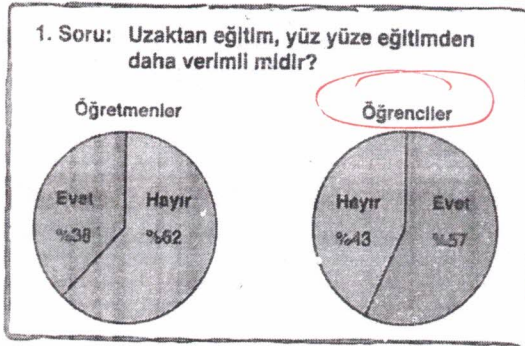 1. Soru: Uzaktan eğitim, yüz yüze eğitimden
daha verimli midir?
Öğretmenler
Öğrenciler
Evet
%38
Hayır
%62
Hayır
%43
Evet
%57